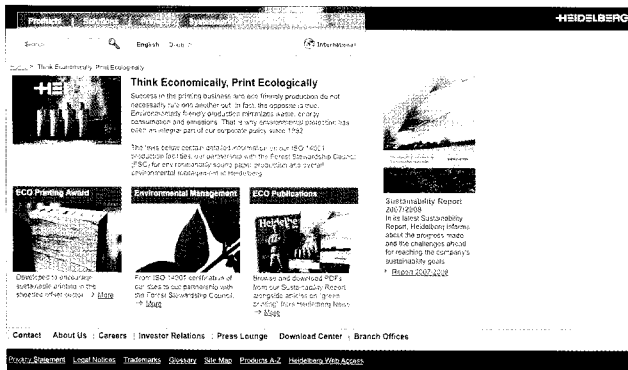 Products
HEIDELBERG
Search
English
International
Home > Think Economically, Print Ecologically
Think Economically, Print Ecologically
Success in the printing business and eco friendly production do not
necessarily rule one another out. In fact, the opposite is true.
Environmentally friendly production minimizes waste, energy
consumption and emissions. That is why environmental protection has
been an integral part of our corporate policy since 1992.
The links below contain detailed information on our ISO 14001
production facilities, our partnership with the Forest Stewardship Council
(FSC) for environmentally sound paper production and overall
environmental management at Heidelberg.
ECO Printing Award
Developed to encourage
sustainable printing in the
sheetfed offset sector. → More
Environmental Management
From ISO 14001 certification of
our sites to our partnership with
the Forest Stewardship Council.
→ More
ECO Publications
Browse and download PDFs
from our Sustainability Report
alongside articles on "green
printing" from Heidelberg News
→ More
Sustainability Report
2007/2008
In its latest Sustainability
Report, Heidelberg informs
about the progress made
and the challenges ahead
for reaching the company's
sustainability goals
Report 2007-2008
Contact | About Us | Careers | Investor Relations | Press Lounge Download Center | Branch Offices
Privacy Statement Legal Notices Trademarks Glossary Site Map Products A-Z Heidelberg Web Access